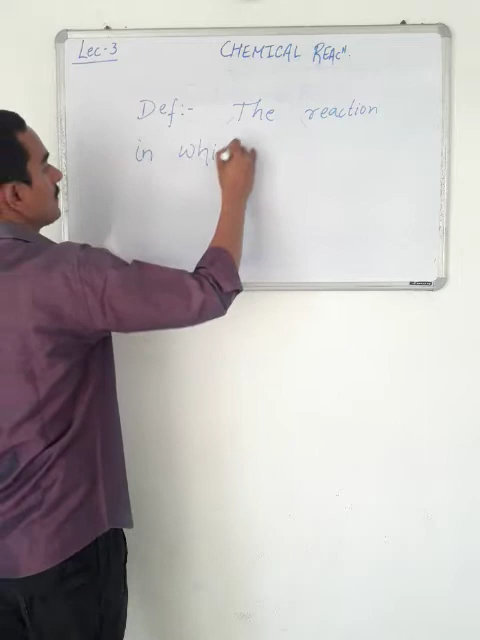 Lec-3 CHEMICAL REAcⁿ.
Def:- The reaction
in whi